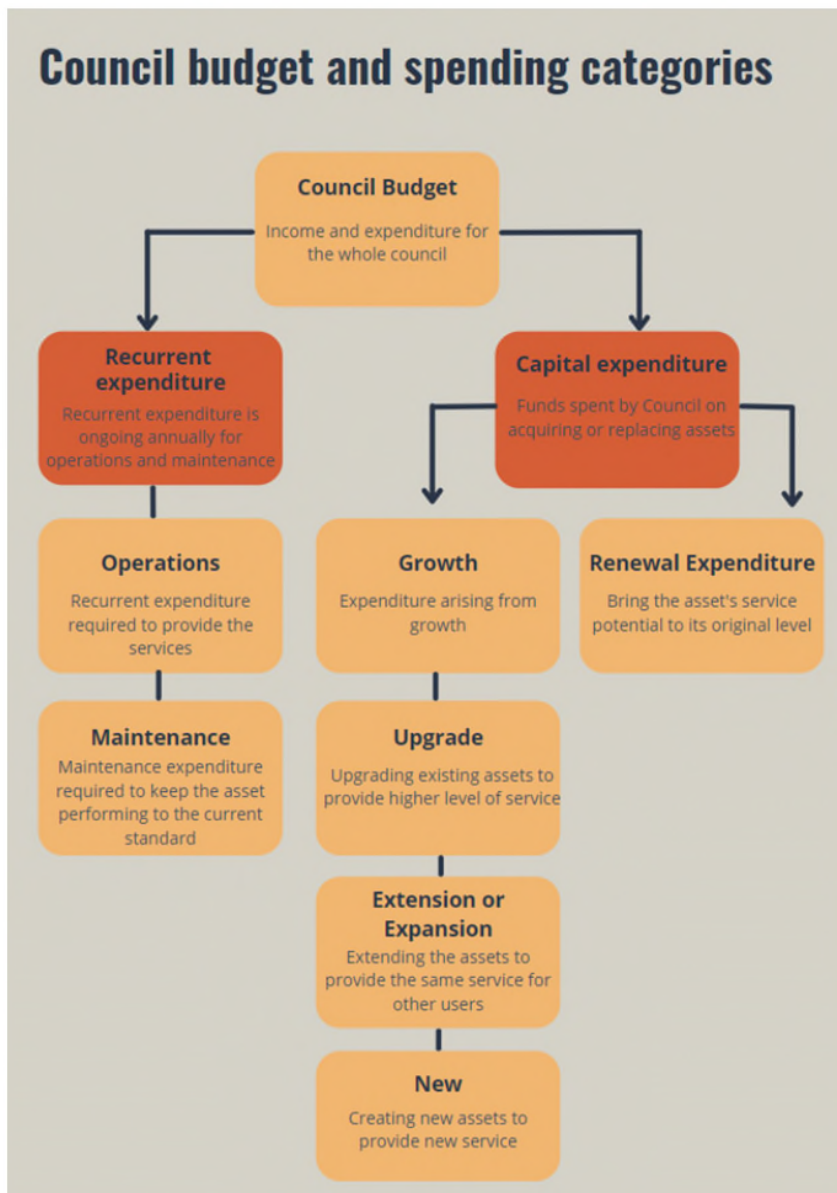 Council budget and spending categories
Council Budget
Income and expenditure for
the whole council
Recurrent
expenditure
Recurrent expenditure is
ongoing annually for
operations and maintenance
Capital expenditure
Funds spent by Council on
acquiring or replacing assets
Operations
Recurrent expenditure
required to provide the
services
Growth
Expenditure arising from
growth
Renewal Expenditure
Bring the asset's service
potential to its original level
Maintenance
Maintenance expenditure
required to keep the asset
performing to the current
standard
Upgrade
Upgrading existing assets to
provide higher level of service
Extension or
Expansion
Extending the assets to
provide the same service for
other users
New
Creating new assets to
provide new service